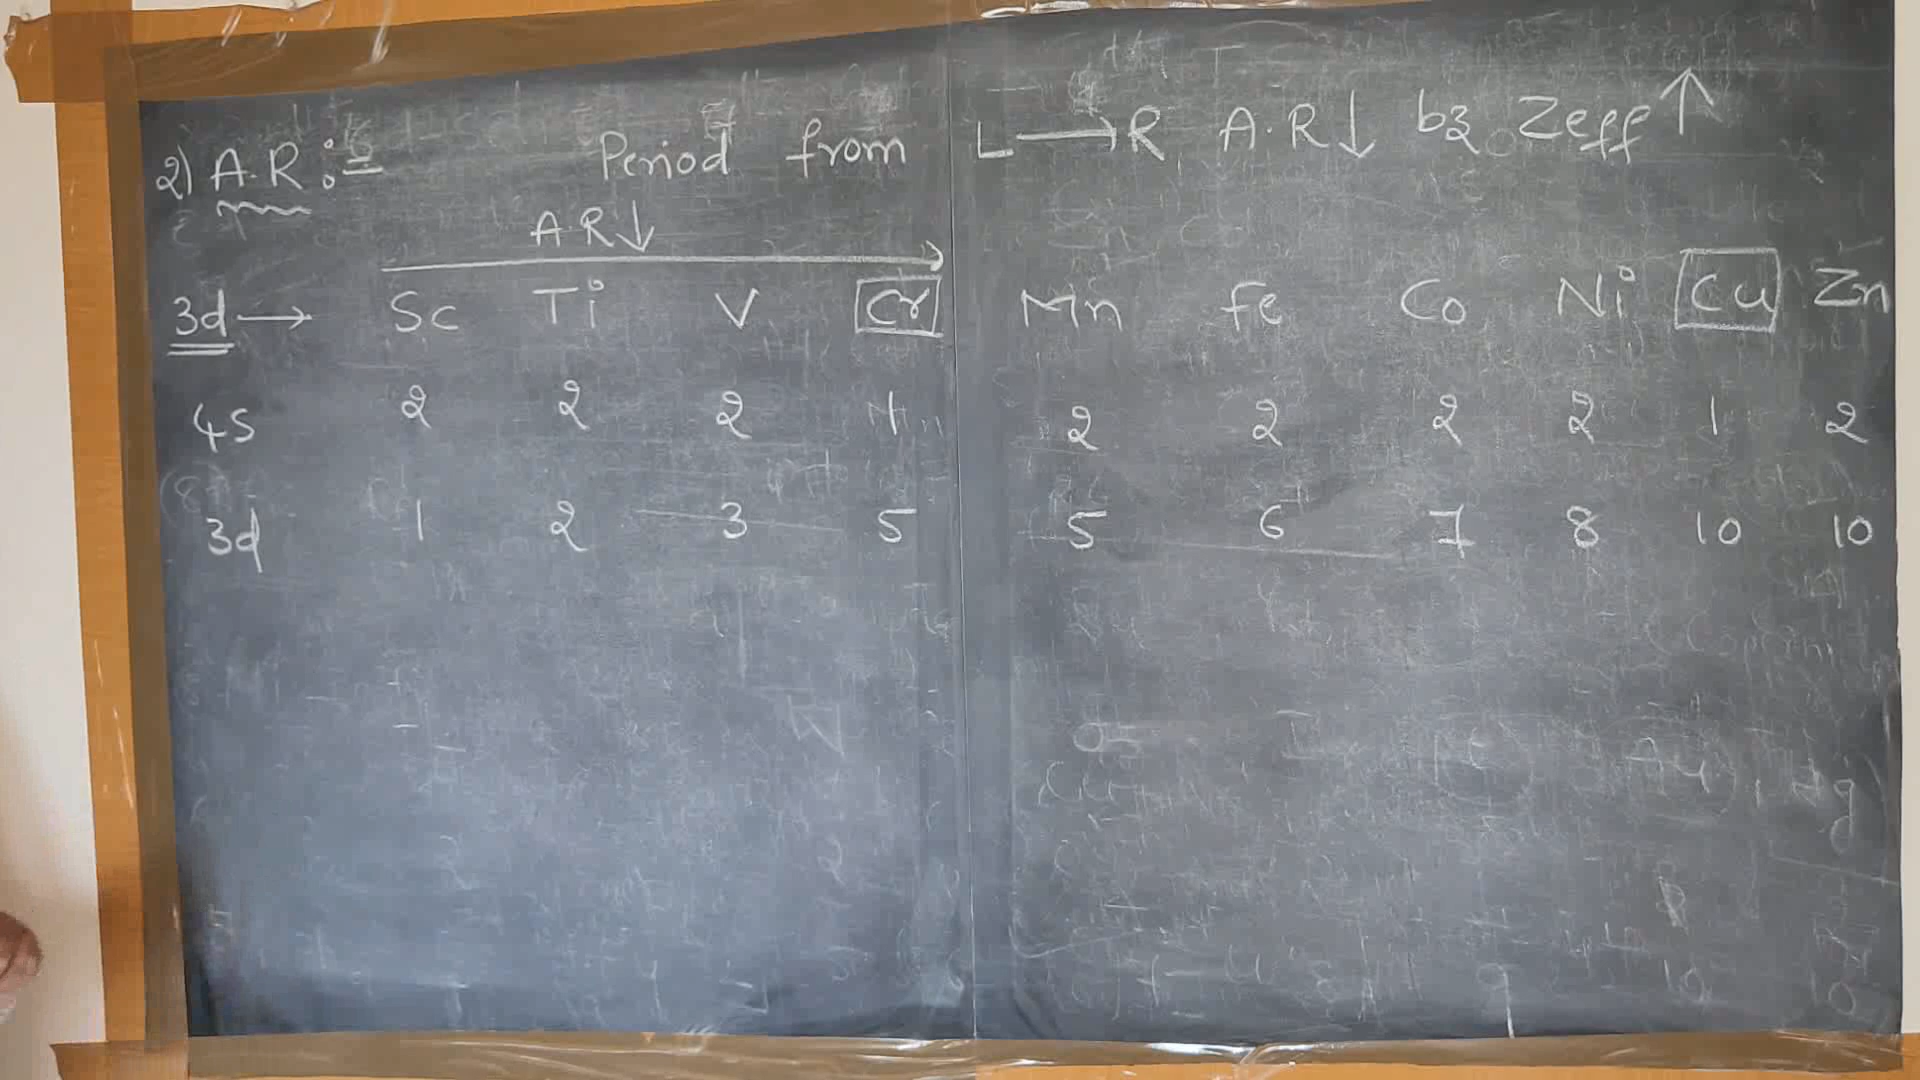 2) A.R :- Period from L → R A.R↓ bz Zeff↑
A.R↓
3d → Sc Ti V Cr Mn Fe Co Ni Cu Zn
4s 2 2 2 1 2 2 2 2 1 2
3d 1 2 3 5 5 6 7 8 10 10